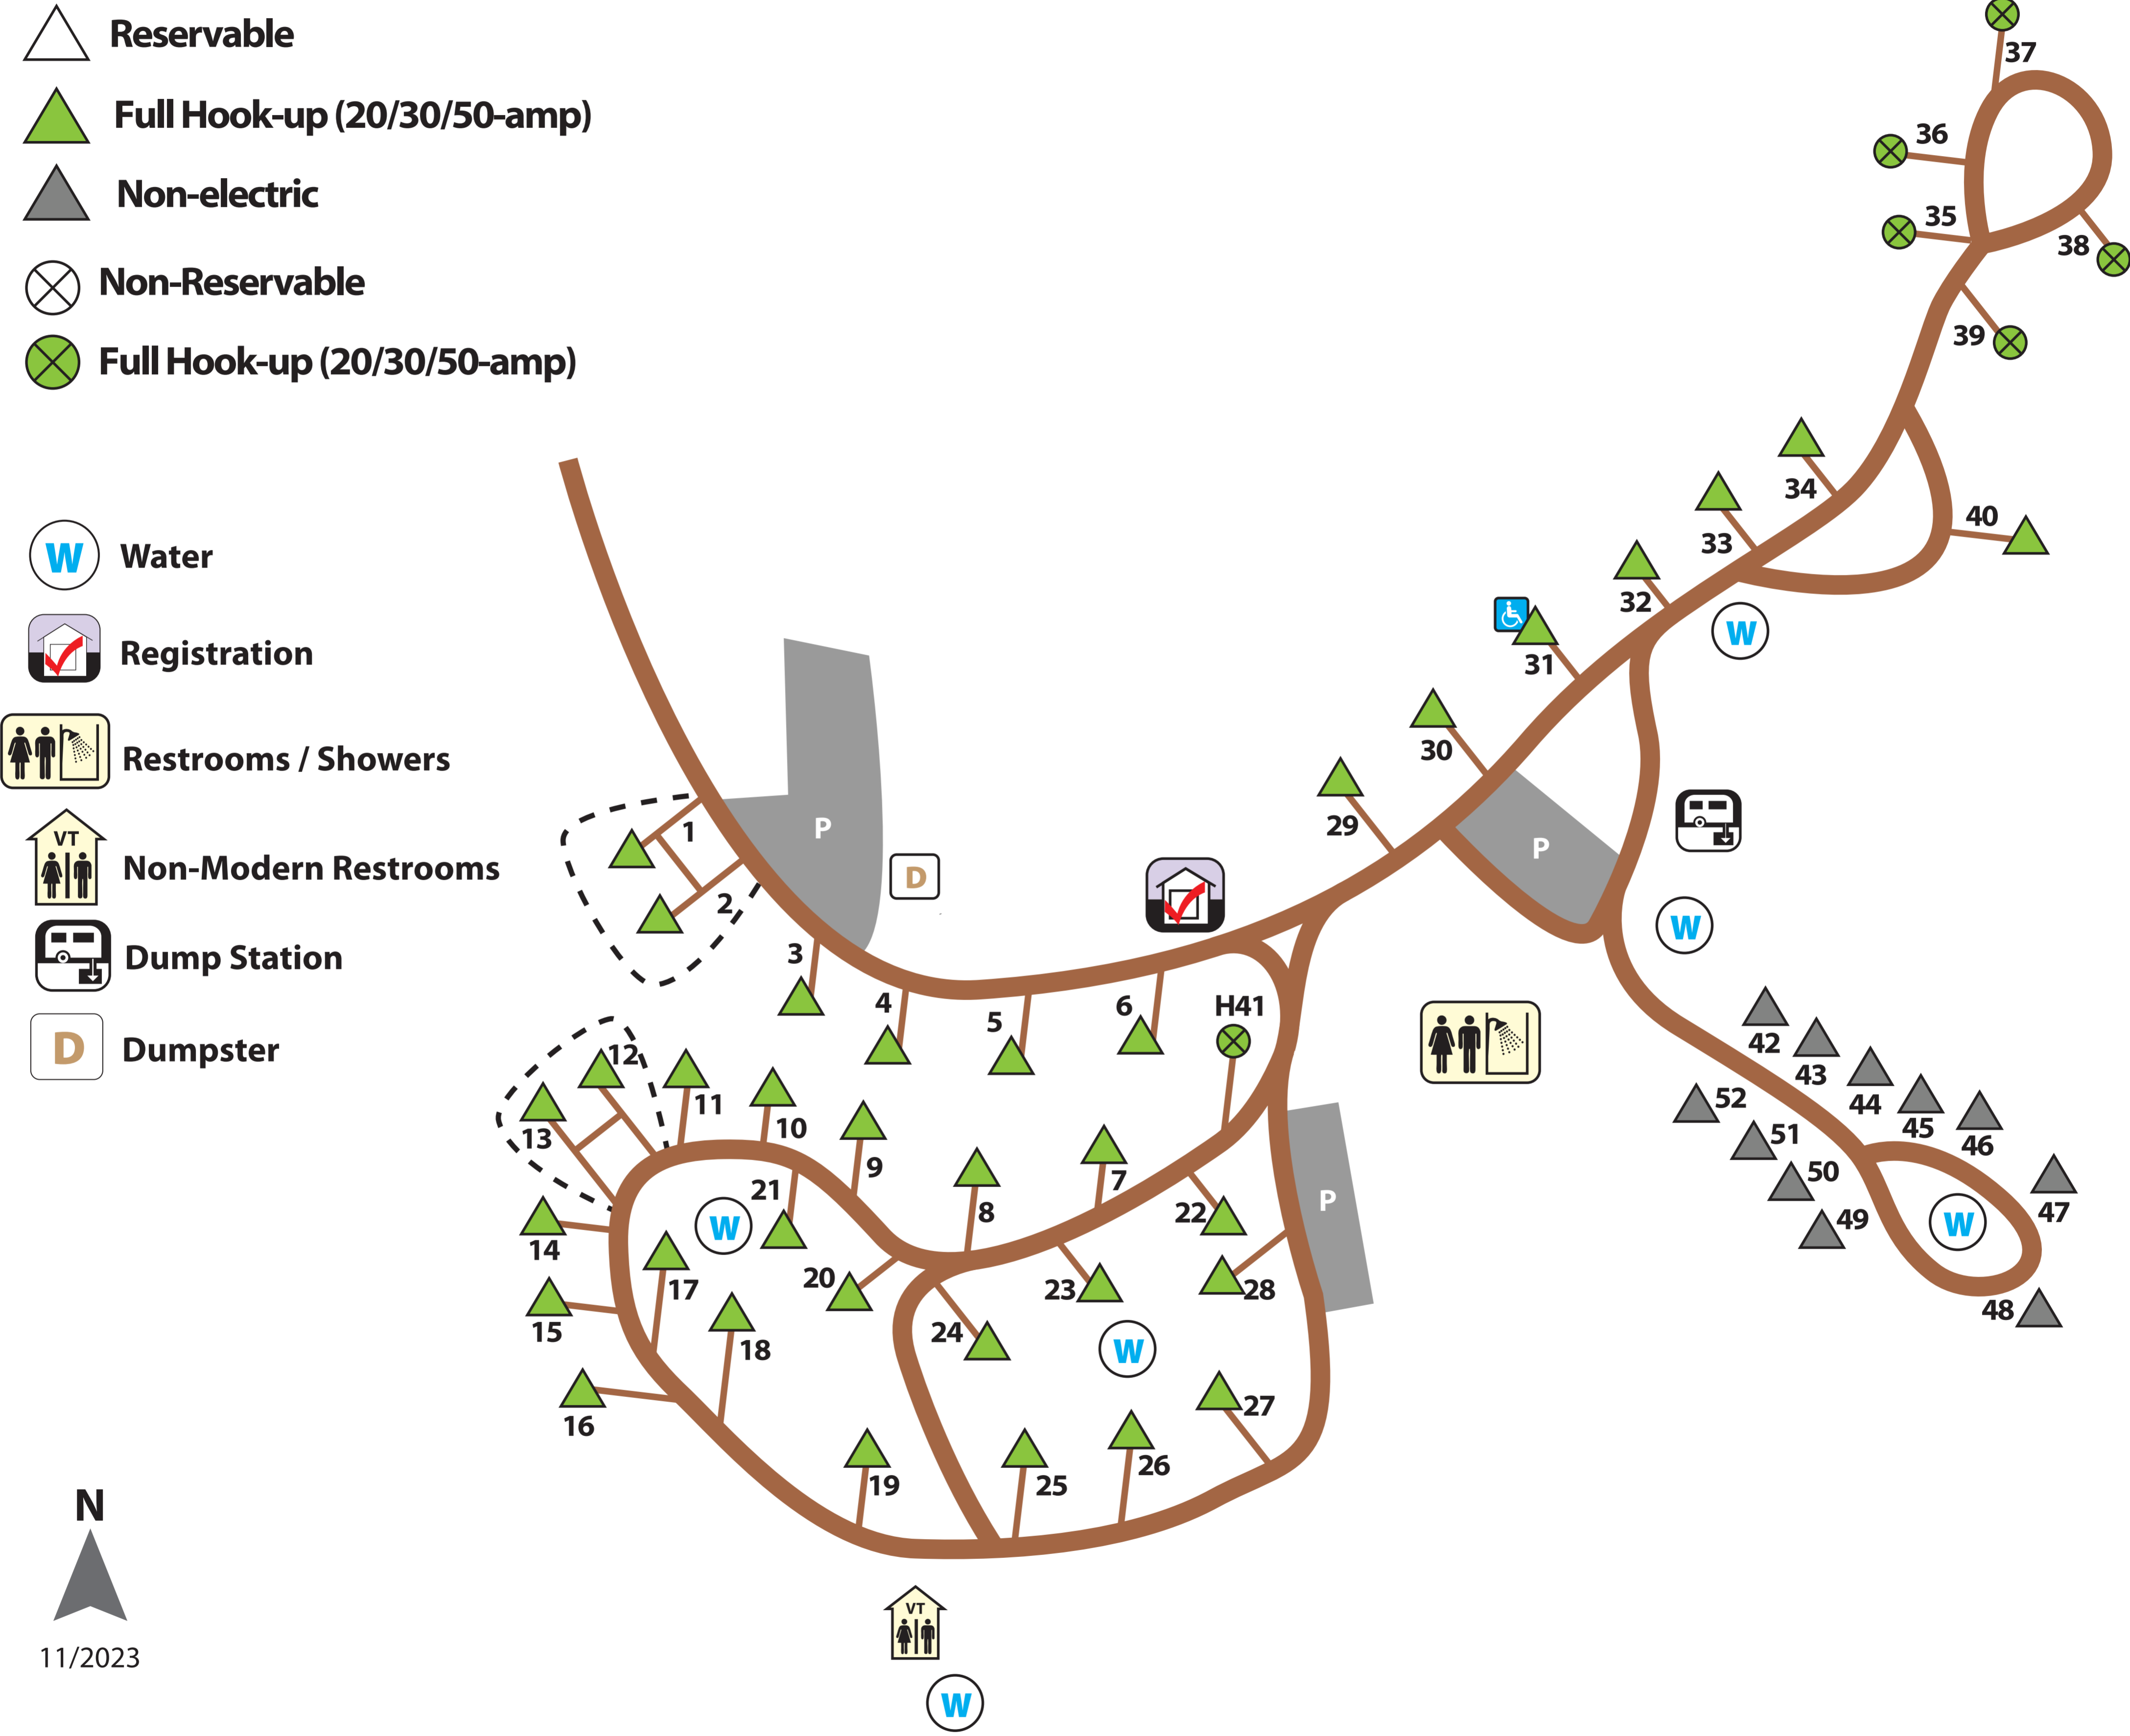 Reservable
Full Hook-up (20/30/50-amp)
Non-electric
Non-Reservable
Full Hook-up (20/30/50-amp)
W Water
Registration
Restrooms / Showers
VT
Non-Modern Restrooms
Dump Station
D Dumpster
N
11/2023
37
36
35
38
39
34
33
40
32
W
31
30
29
P
1
P
2
D
W
3
4
5
6
H41
12
13
11
10
9
8
7
42
43
44
45
46
47
52
51
50
49
48
W
P
21
W
22
14
17
20
23
28
15
18
24
W
16
27
19
25
26
VT
W